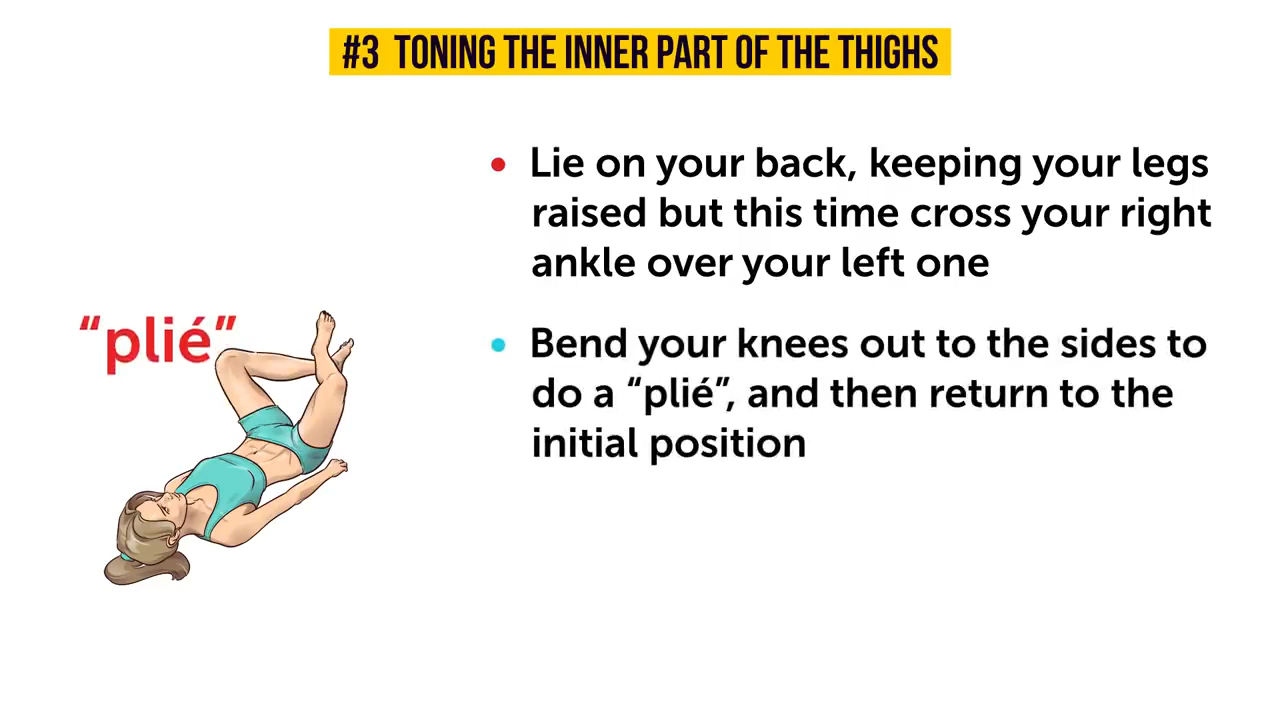 #3 TONING THE INNER PART OF THE THIGHS
• Lie on your back, keeping your legs
raised but this time cross your right
ankle over your left one
“plié”
• Bend your knees out to the sides to
do a “plié”, and then return to the
initial position